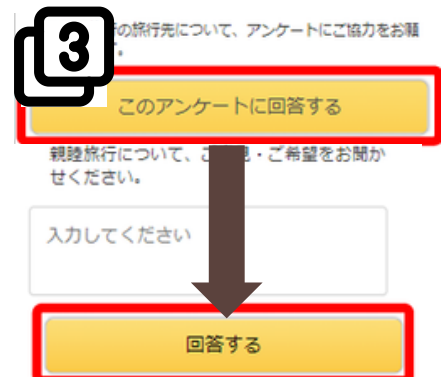 3
の旅行先について、アンケートにご協力をお願
。
このアンケートに回答する
親睦旅行について、ご 見・ご希望をお聞か
せください。
入力してください
回答する